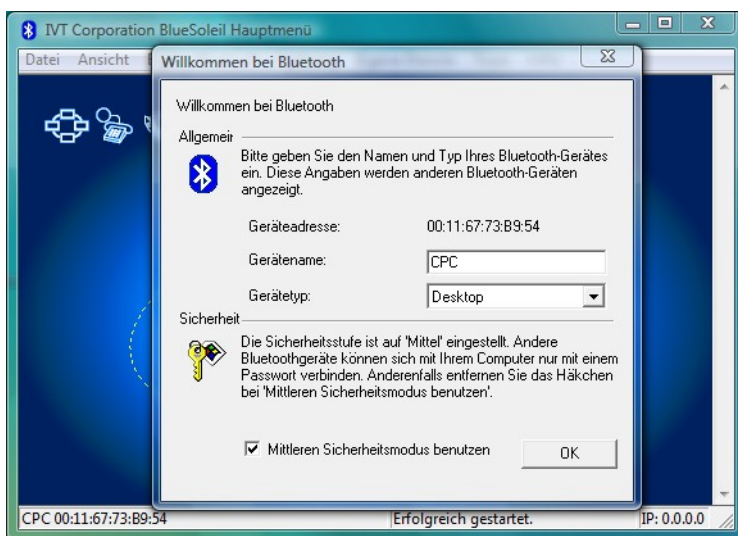 IVT Corporation BlueSoleil Hauptmenü
Datei Ansicht
Willkommen bei Bluetooth
Willkommen bei Bluetooth
Allgemeir
Bitte geben Sie den Namen und Typ Ihres Bluetooth-Gerätes
ein. Diese Angaben werden anderen Bluetooth-Geräten
angezeigt.
Geräteadresse: 00:11:67:73:B9:54
Gerätename: CPC
Gerätetyp: Desktop
Sicherheit
Die Sicherheitsstufe ist auf 'Mittel' eingestellt. Andere
Bluetoothgeräte können sich mit Ihrem Computer nur mit einem
Passwort verbinden. Anderenfalls entfernen Sie das Häkchen
bei 'Mittleren Sicherheitsmodus benutzen'.
Mittleren Sicherheitsmodus benutzen OK
CPC 00:11:67:73:B9:54 Erfolgreich gestartet. IP: 0.0.0.0